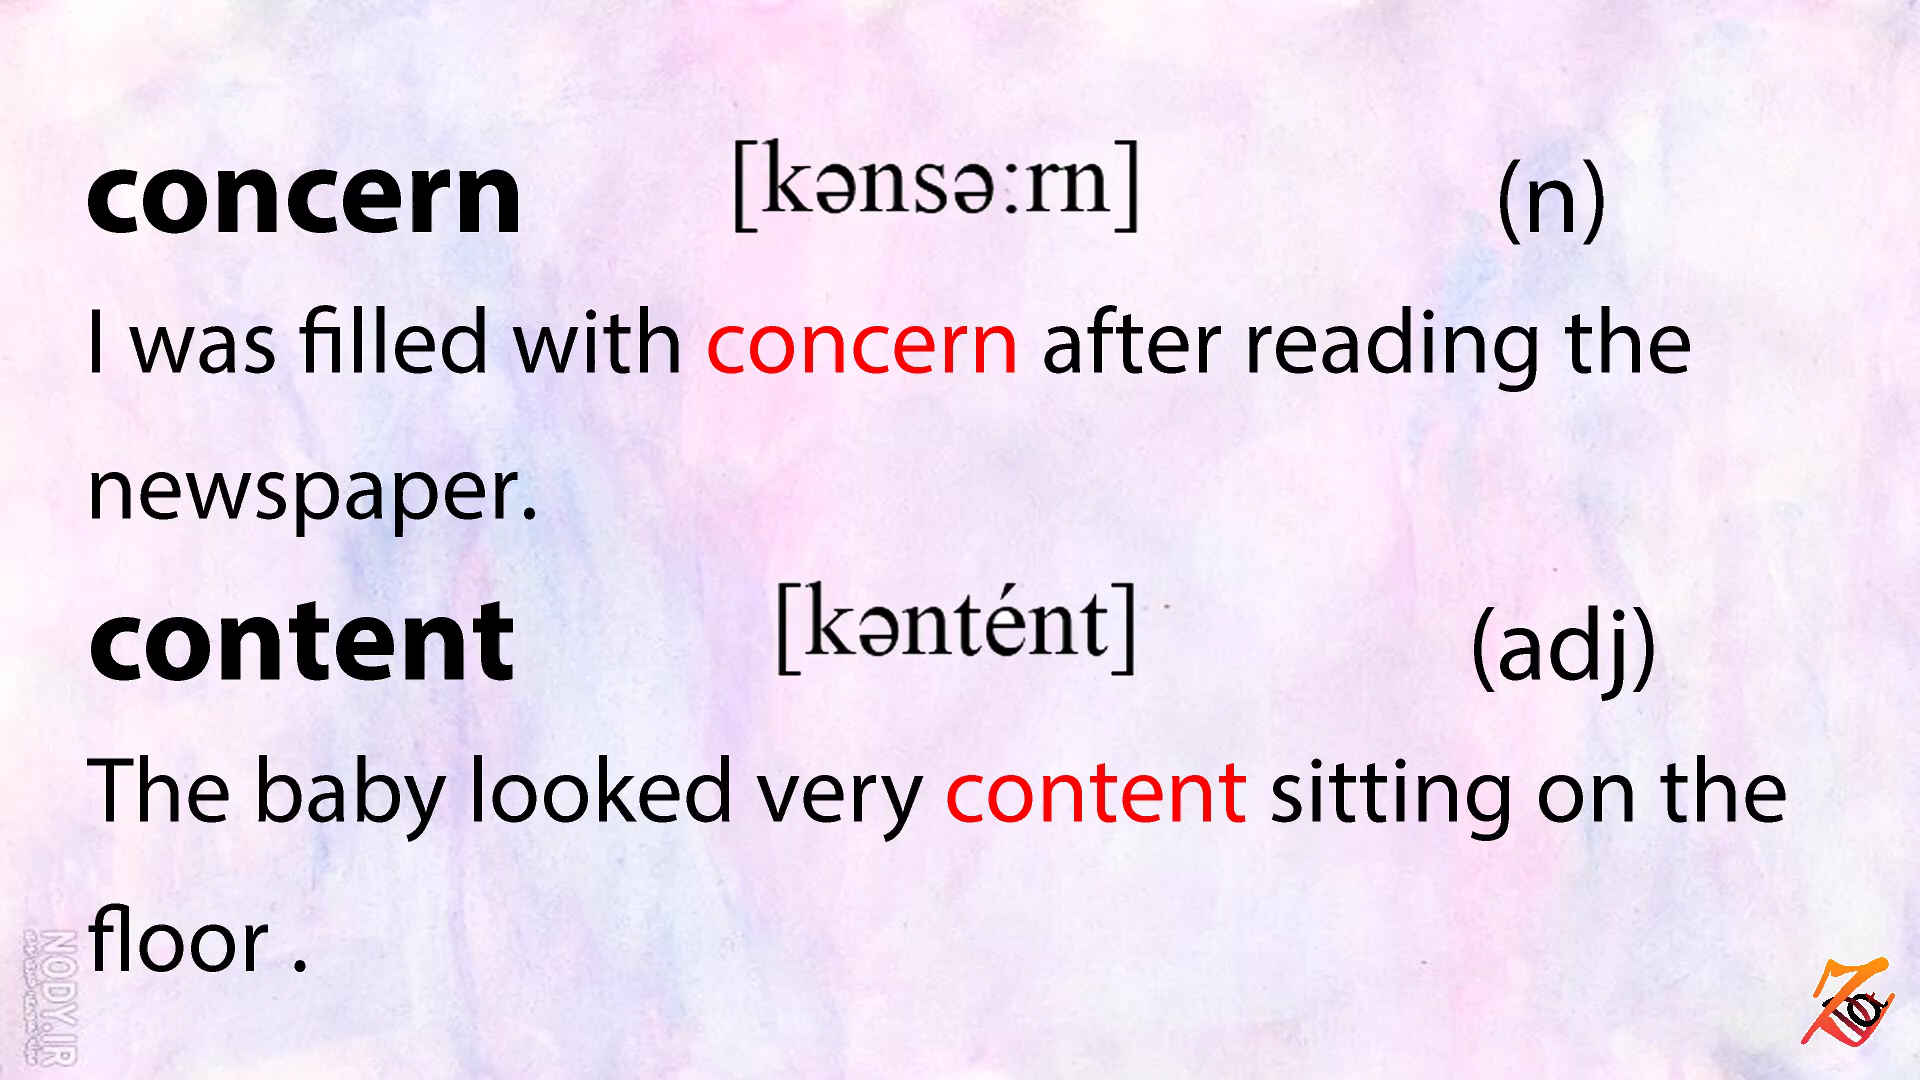 concern [kənsə:rn] (n)
I was filled with concern after reading the
newspaper.
content [kəntént] (adj)
The baby looked very content sitting on the
floor .
NODY.IR